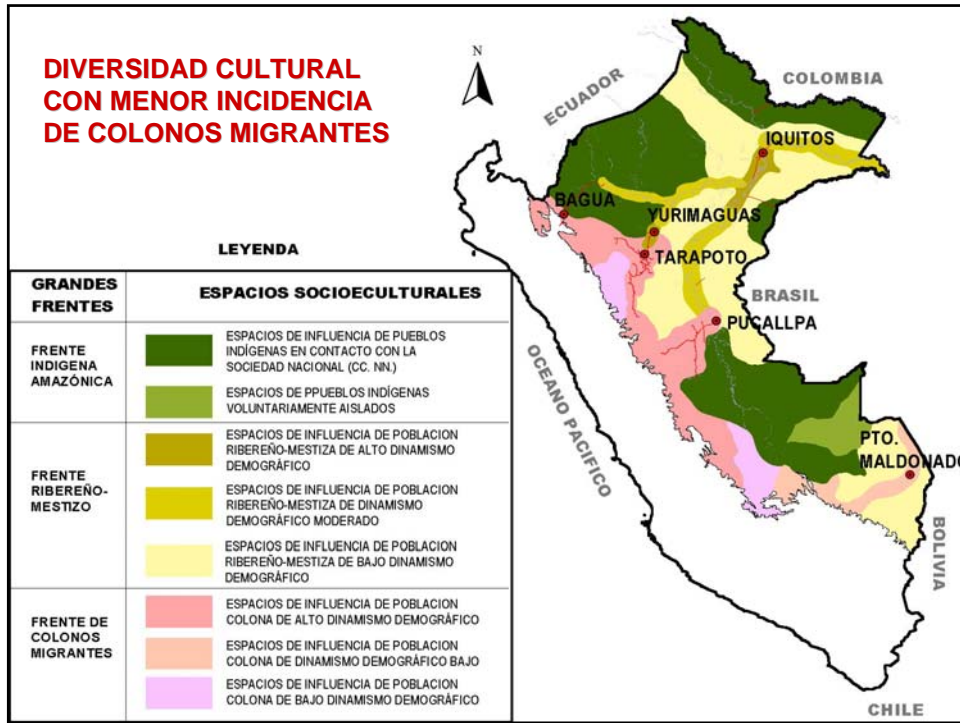 DIVERSIDAD CULTURAL
CON MENOR INCIDENCIA
DE COLONOS MIGRANTES
N
ECUADOR
COLOMBIA
IQUITOS
BAGUA
YURIMAGUAS
TARAPOTO
BRASIL
PUCALLPA
OCEANO PACIFICO
PTO.
MALDONADO
BOLIVIA
CHILE
LEYENDA
GRANDES
FRENTES
ESPACIOS SOCIOECULTURALES
FRENTE
INDIGENA
AMAZÓNICA
ESPACIOS DE INFLUENCIA DE PUEBLOS
INDÍGENAS EN CONTACTO CON LA
SOCIEDAD NACIONAL (CC. NN.)
ESPACIOS DE PPUEBLOS INDÍGENAS
VOLUNTARIAMENTE AISLADOS
FRENTE
RIBEREÑO-
MESTIZO
ESPACIOS DE INFLUENCIA DE POBLACION
RIBEREÑO-MESTIZA DE ALTO DINAMISMO
DEMOGRÁFICO
ESPACIOS DE INFLUENCIA DE POBLACION
RIBEREÑO-MESTIZA DE DINAMISMO
DEMOGRÁFICO MODERADO
ESPACIOS DE INFLUENCIA DE POBLACION
RIBEREÑO-MESTIZA DE BAJO DINAMISMO
DEMOGRÁFICO
FRENTE DE
COLONOS
MIGRANTES
ESPACIOS DE INFLUENCIA DE POBLACION
COLONA DE ALTO DINAMISMO DEMOGRÁFICO
ESPACIOS DE INFLUENCIA DE POBLACION
COLONA DE DINAMISMO DEMOGRÁFICO BAJO
ESPACIOS DE INFLUENCIA DE POBLACION
COLONA DE BAJO DINAMISMO DEMOGRÁFICO